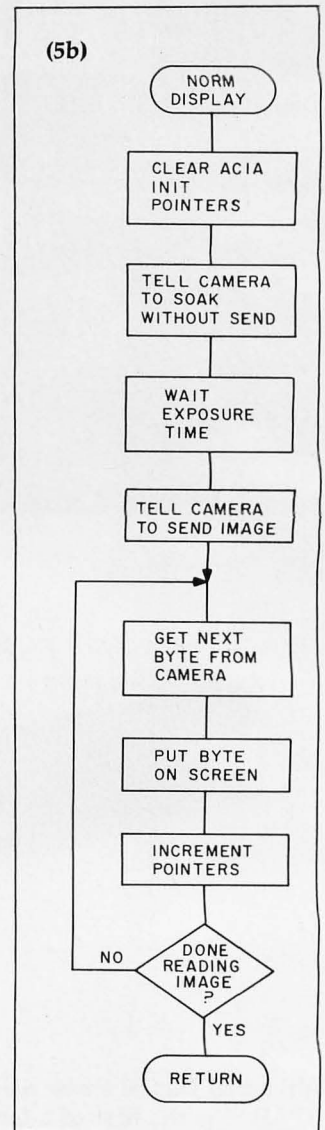 (5b)
NORM
DISPLAY
CLEAR ACIA
INIT
POINTERS
TELL CAMERA
TO SOAK
WITHOUT SEND
WAIT
EXPOSURE
TIME
TELL CAMERA
TO SEND IMAGE
GET NEXT
BYTE FROM
CAMERA
PUT BYTE
ON SCREEN
INCREMENT
POINTERS
DONE
READING
IMAGE
?
NO
YES
RETURN